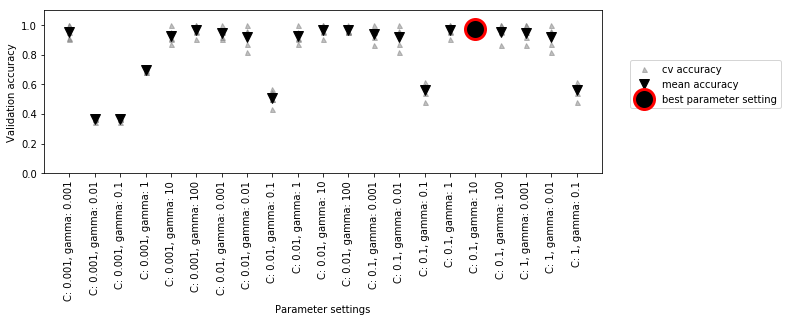 Validation accuracy
1.0
0.8
0.6
0.4
0.2
0.0
C: 0.001, gamma: 0.001
C: 0.001, gamma: 0.01
C: 0.001, gamma: 0.1
C: 0.001, gamma: 1
C: 0.001, gamma: 10
C: 0.001, gamma: 100
C: 0.01, gamma: 0.001
C: 0.01, gamma: 0.01
C: 0.01, gamma: 0.1
C: 0.01, gamma: 1
C: 0.01, gamma: 10
C: 0.01, gamma: 100
C: 0.1, gamma: 0.001
C: 0.1, gamma: 0.01
C: 0.1, gamma: 0.1
C: 0.1, gamma: 1
C: 0.1, gamma: 10
C: 0.1, gamma: 100
C: 1, gamma: 0.001
C: 1, gamma: 0.01
C: 1, gamma: 0.1
Parameter settings
cv accuracy
mean accuracy
best parameter setting